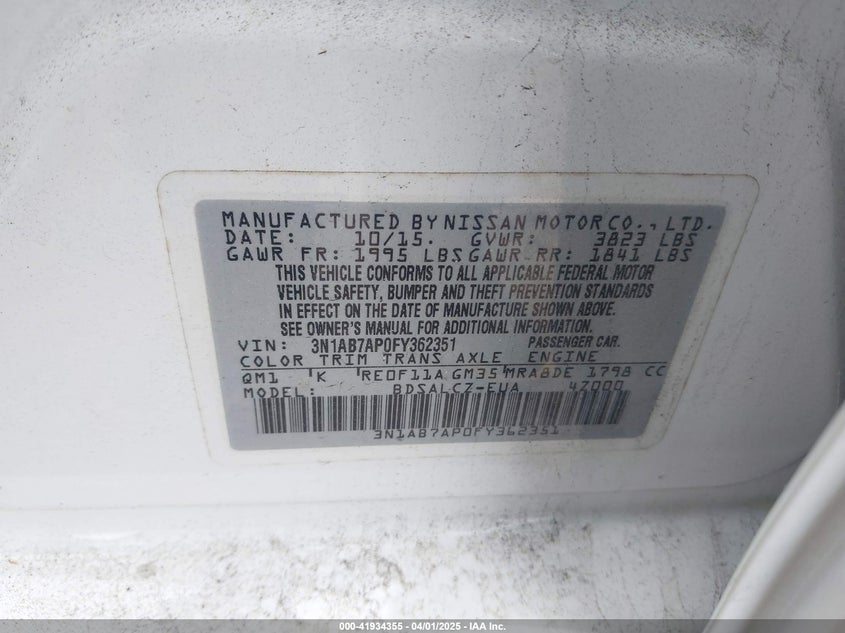 MANUFACTURED BY NISSAN MOTOR CO., LTD.
DATE: 10/15. GVWR: 3823 LBS
GAWR FR: 1995 LBS GAWR RR: 1841 LBS
THIS VEHICLE CONFORMS TO ALL APPLICABLE FEDERAL MOTOR
VEHICLE SAFETY, BUMPER AND THEFT PREVENTION STANDARDS
IN EFFECT ON THE DATE OF MANUFACTURE SHOWN ABOVE.
SEE OWNER'S MANUAL FOR ADDITIONAL INFORMATION
VIN: 3N1AB7AP0FY362351 PASSENGER CAR.
COLOR TRIM TRANS AXLE ENGINE
QM1 'K 'RE0F11A GM35'MRA8DE 1798 CC
MODEL: BDSALCZ-EUA 47000
3N1AB7AP0FY362351
000-41934355 - 04/01/2025 - IAA Inc.